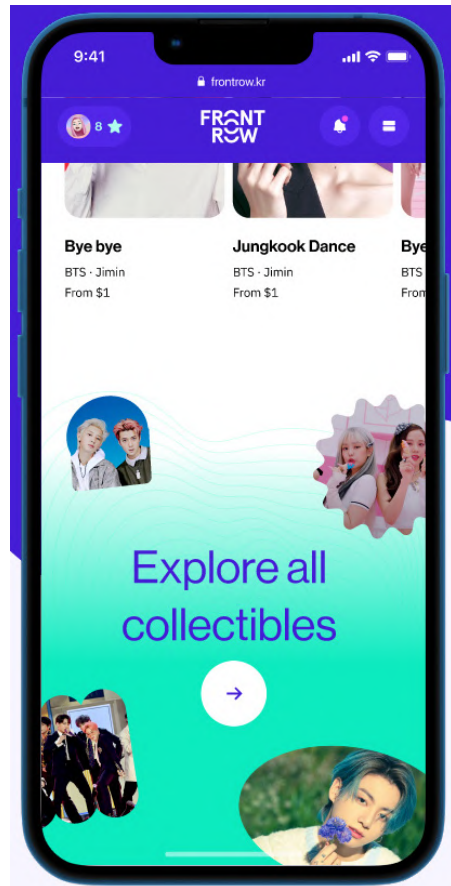 9:41
frontrow.kr
8
FRONT
ROW
Bye bye
Jungkook Dance
Bye
BTS · Jimin
BTS · Jimin
BTS
From $1
From $1
From
Explore all
collectibles